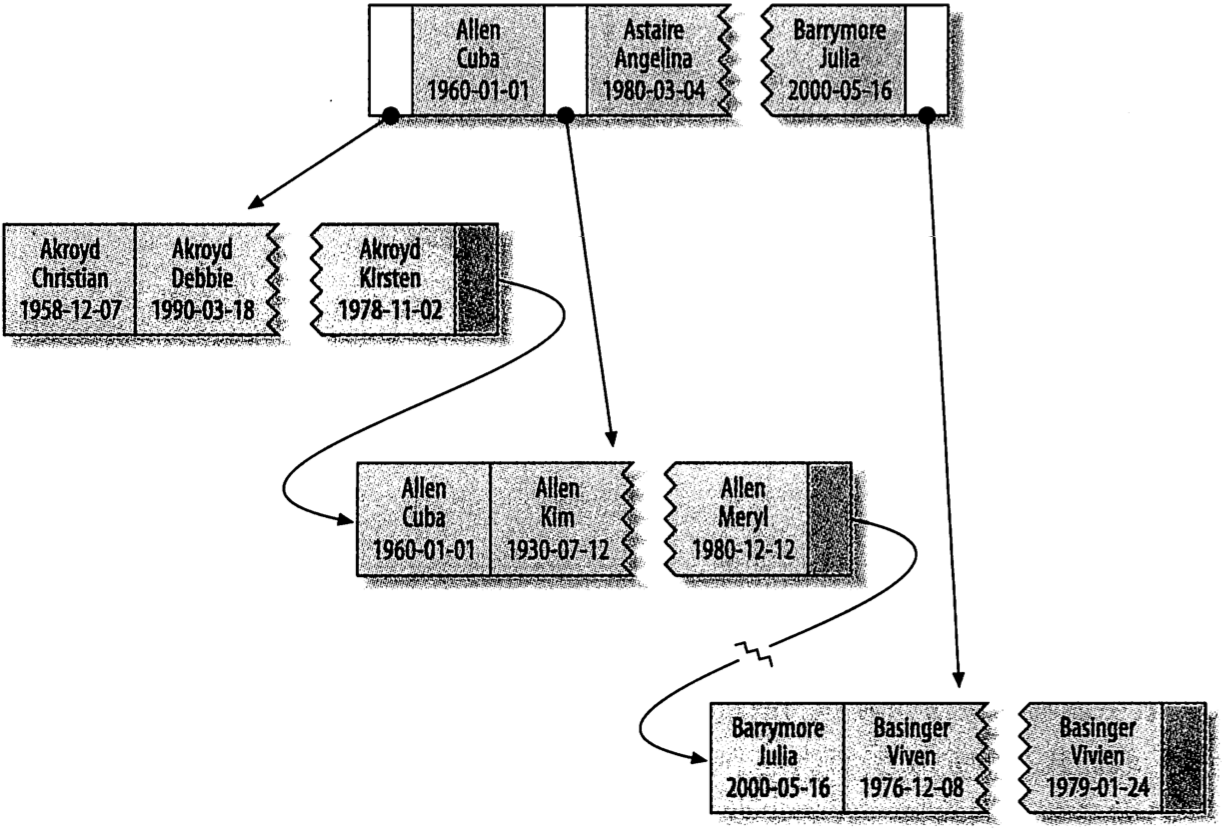 Allen
Cuba
1960-01-01
Astaire
Angelina
1980-03-04
Barrymore
Julia
2000-05-16
Akroyd
Christian
1958-12-07
Akroyd
Debbie
1990-03-18
Akroyd
Kirsten
1978-11-02
Allen
Cuba
1960-01-01
Allen
Kim
1930-07-12
Allen
Meryl
1980-12-12
Barrymore
Julia
2000-05-16
Basinger
Viven
1976-12-08
Basinger
Vivien
1979-01-24